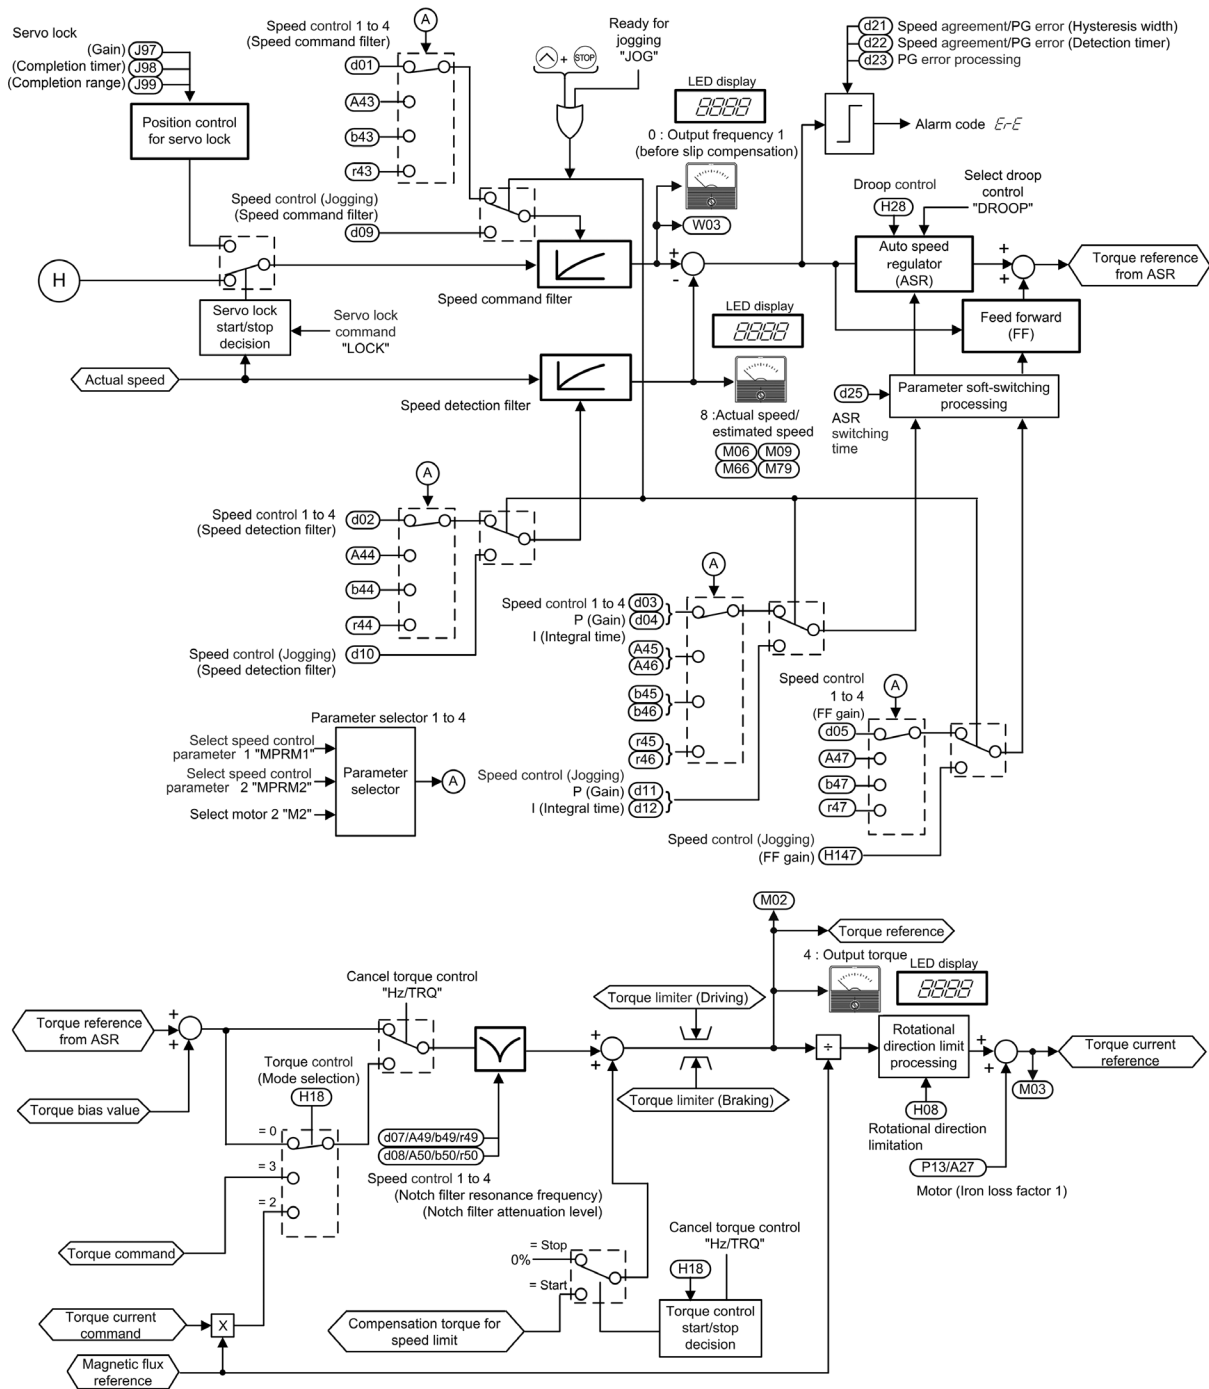 Servo lock
(Gain) J97
(Completion timer) J98
(Completion range) J99
Position control
for servo lock
Speed control 1 to 4
(Speed command filter)
A
d01
A43
b43
r43
Speed control (Jogging)
(Speed command filter)
d09
+ STOP
Ready for
jogging
"JOG"
LED display
8888
0 : Output frequency 1
(before slip compensation)
W03
d21 Speed agreement/PG error (Hysteresis width)
d22 Speed agreement/PG error (Detection timer)
d23 PG error processing
Alarm code ErE
Droop control
H28
Select droop
control
"DROOP"
Auto speed
regulator
(ASR)
+
+
Torque reference
from ASR
Feed forward
(FF)
H
Servo lock
start/stop
decision
Servo lock
command
"LOCK"
Speed command filter
+
-
LED display
8888
Actual speed
Speed detection filter
8 :Actual speed/
estimated speed
M06 M09
M66 M79
d25
ASR
switching
time
Parameter soft-switching
processing
A
Speed control 1 to 4
(Speed detection filter)
d02
A44
b44
r44
Speed control (Jogging)
(Speed detection filter)
d10
A
Speed control 1 to 4
P (Gain)
I (Integral time)
d03
d04
A45
A46
b45
b46
r45
r46
Speed control (Jogging)
P (Gain)
I (Integral time)
d11
d12
Speed control
1 to 4
(FF gain)
A
d05
A47
b47
r47
Speed control (Jogging)
(FF gain) H147
Parameter selector 1 to 4
Select speed control
parameter 1 "MPRM1"
Select speed control
parameter 2 "MPRM2"
Select motor 2 "M2"
Parameter
selector
A
M02
Torque reference
4 : Output torque
LED display
8888
Torque reference
from ASR
+
+
Torque bias value
Cancel torque control
"Hz/TRQ"
Torque control
(Mode selection)
H18
= 0
= 3
= 2
Torque command
Torque current
command
X
Magnetic flux
reference
d07/A49/b49/r49
d08/A50/b50/r50
Speed control 1 to 4
(Notch filter resonance frequency)
(Notch filter attenuation level)
+
+
Torque limiter (Driving)
Torque limiter (Braking)
÷
Rotational
direction limit
processing
H08
Rotational direction
limitation
+
+
M03
Torque current
reference
P13/A27
Motor (Iron loss factor 1)
= Stop
0%
= Start
Compensation torque for
speed limit
Cancel torque control
"Hz/TRQ"
H18
Torque control
start/stop
decision